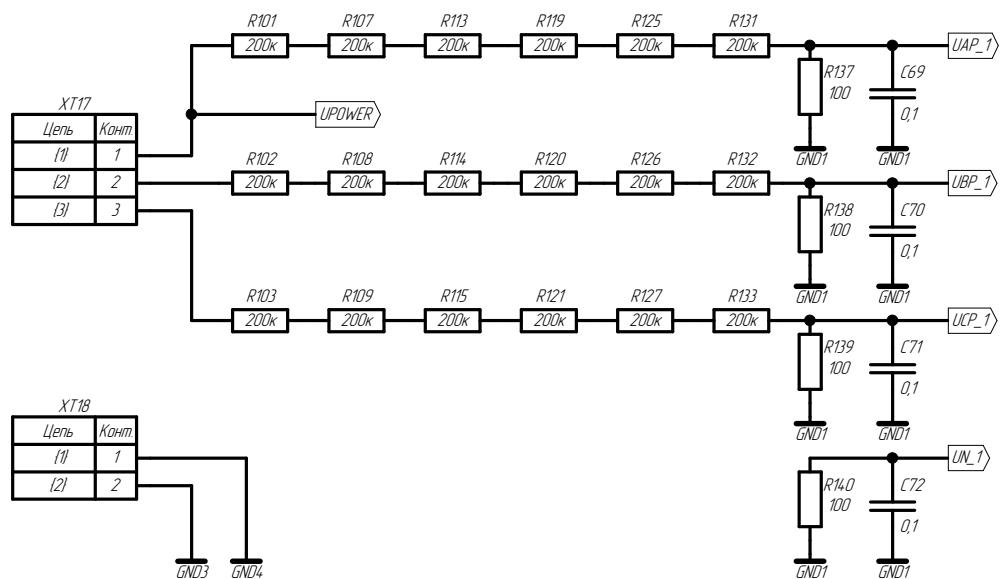 R101 R107 R113 R119 R125 R131
200к 200к 200к 200к 200к 200к
UAP_1
R137
100
C69
0,1
GND1 GND1
UPOWER
XT17
Цепь Конт.
{1} 1
{2} 2
{3} 3
R102 R108 R114 R120 R126 R132
200к 200к 200к 200к 200к 200к
UBP_1
R138
100
C70
0,1
GND1 GND1
R103 R109 R115 R121 R127 R133
200к 200к 200к 200к 200к 200к
UCP_1
R139
100
C71
0,1
GND1 GND1
XT18
Цепь Конт.
{1} 1
{2} 2
GND3 GND4
UN_1
R140
100
C72
0,1
GND1 GND1